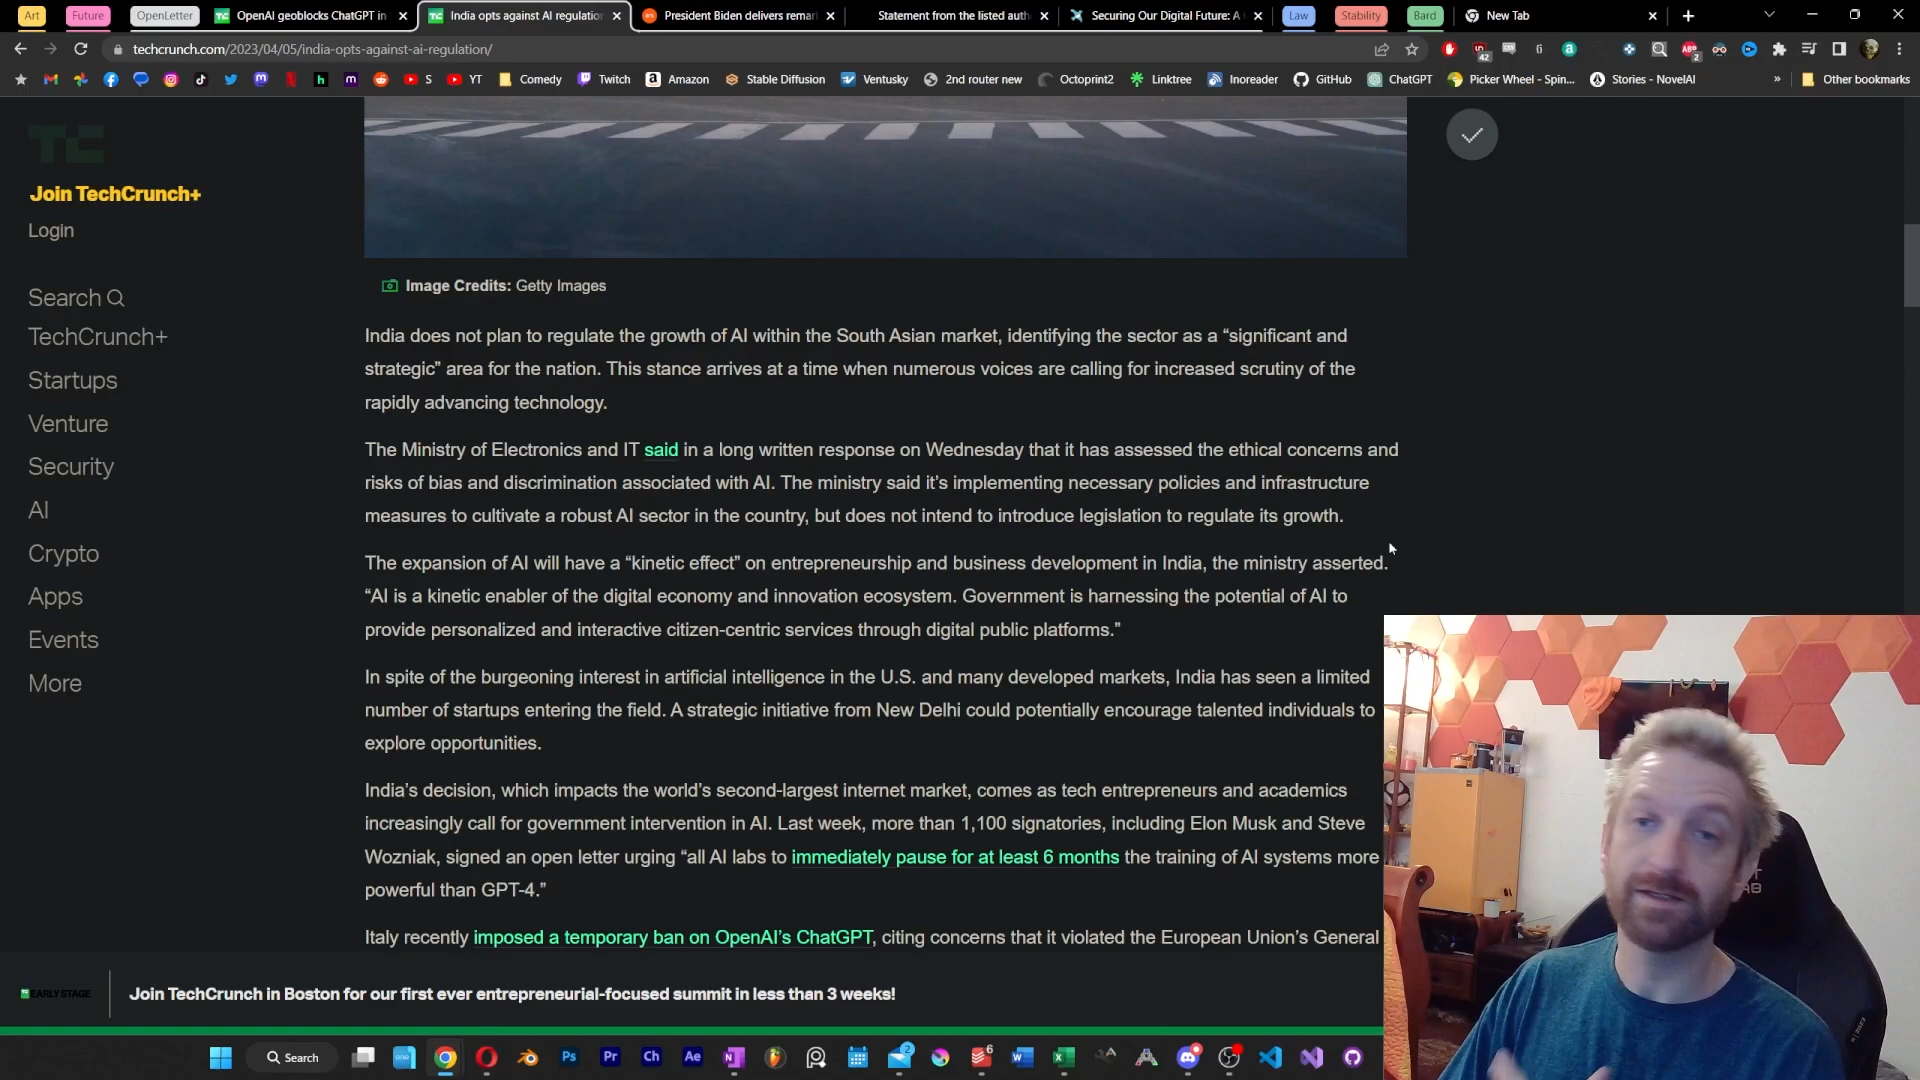 Art
Future
OpenLetter
OpenAI geoblocks ChatGPT in
India opts against AI regulation
President Biden delivers remar
Statement from the listed auth
Securing Our Digital Future: A
Law
Stability
Bard
New Tab
techcrunch.com/2023/04/05/india-opts-against-ai-regulation/
S
YT
Comedy
Twitch
Amazon
Stable Diffusion
Ventusky
2nd router new
Octoprint2
Linktree
Inoreader
GitHub
ChatGPT
Picker Wheel - Spin...
Stories - NovelAI
»
Other bookmarks
Join TechCrunch+
Login
Search
TechCrunch+
Startups
Venture
Security
AI
Crypto
Apps
Events
More
Image Credits: Getty Images
India does not plan to regulate the growth of AI within the South Asian market, identifying the sector as a “significant and
strategic” area for the nation. This stance arrives at a time when numerous voices are calling for increased scrutiny of the
rapidly advancing technology.
The Ministry of Electronics and IT said in a long written response on Wednesday that it has assessed the ethical concerns and
risks of bias and discrimination associated with AI. The ministry said it’s implementing necessary policies and infrastructure
measures to cultivate a robust AI sector in the country, but does not intend to introduce legislation to regulate its growth.
The expansion of AI will have a “kinetic effect” on entrepreneurship and business development in India, the ministry asserted.
“AI is a kinetic enabler of the digital economy and innovation ecosystem. Government is harnessing the potential of AI to
provide personalized and interactive citizen-centric services through digital public platforms.”
In spite of the burgeoning interest in artificial intelligence in the U.S. and many developed markets, India has seen a limited
number of startups entering the field. A strategic initiative from New Delhi could potentially encourage talented individuals to
explore opportunities.
India’s decision, which impacts the world’s second-largest internet market, comes as tech entrepreneurs and academics
increasingly call for government intervention in AI. Last week, more than 1,100 signatories, including Elon Musk and Steve
Wozniak, signed an open letter urging “all AI labs to immediately pause for at least 6 months the training of AI systems more
powerful than GPT-4.”
Italy recently imposed a temporary ban on OpenAI’s ChatGPT, citing concerns that it violated the European Union’s General
EARLY STAGE
Join TechCrunch in Boston for our first ever entrepreneurial-focused summit in less than 3 weeks!
Search
Ps
Pr
Ch
Ae